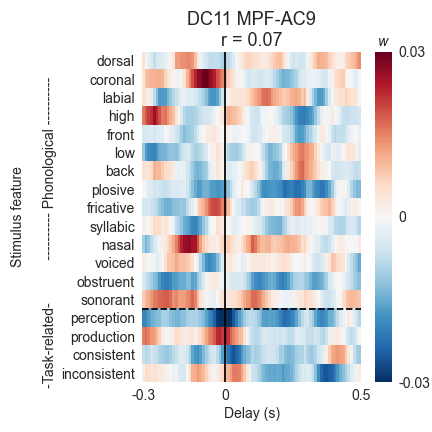 DC11 MPF-AC9
r = 0.07
w
dorsal
coronal
labial
high
front
low
back
plosive
fricative
syllabic
nasal
voiced
obstruent
sonorant
perception
production
consistent
inconsistent
Stimulus feature
-Task-related- ---------- Phonological ----------
0.03
0
-0.03
-0.3 0 0.5
Delay (s)